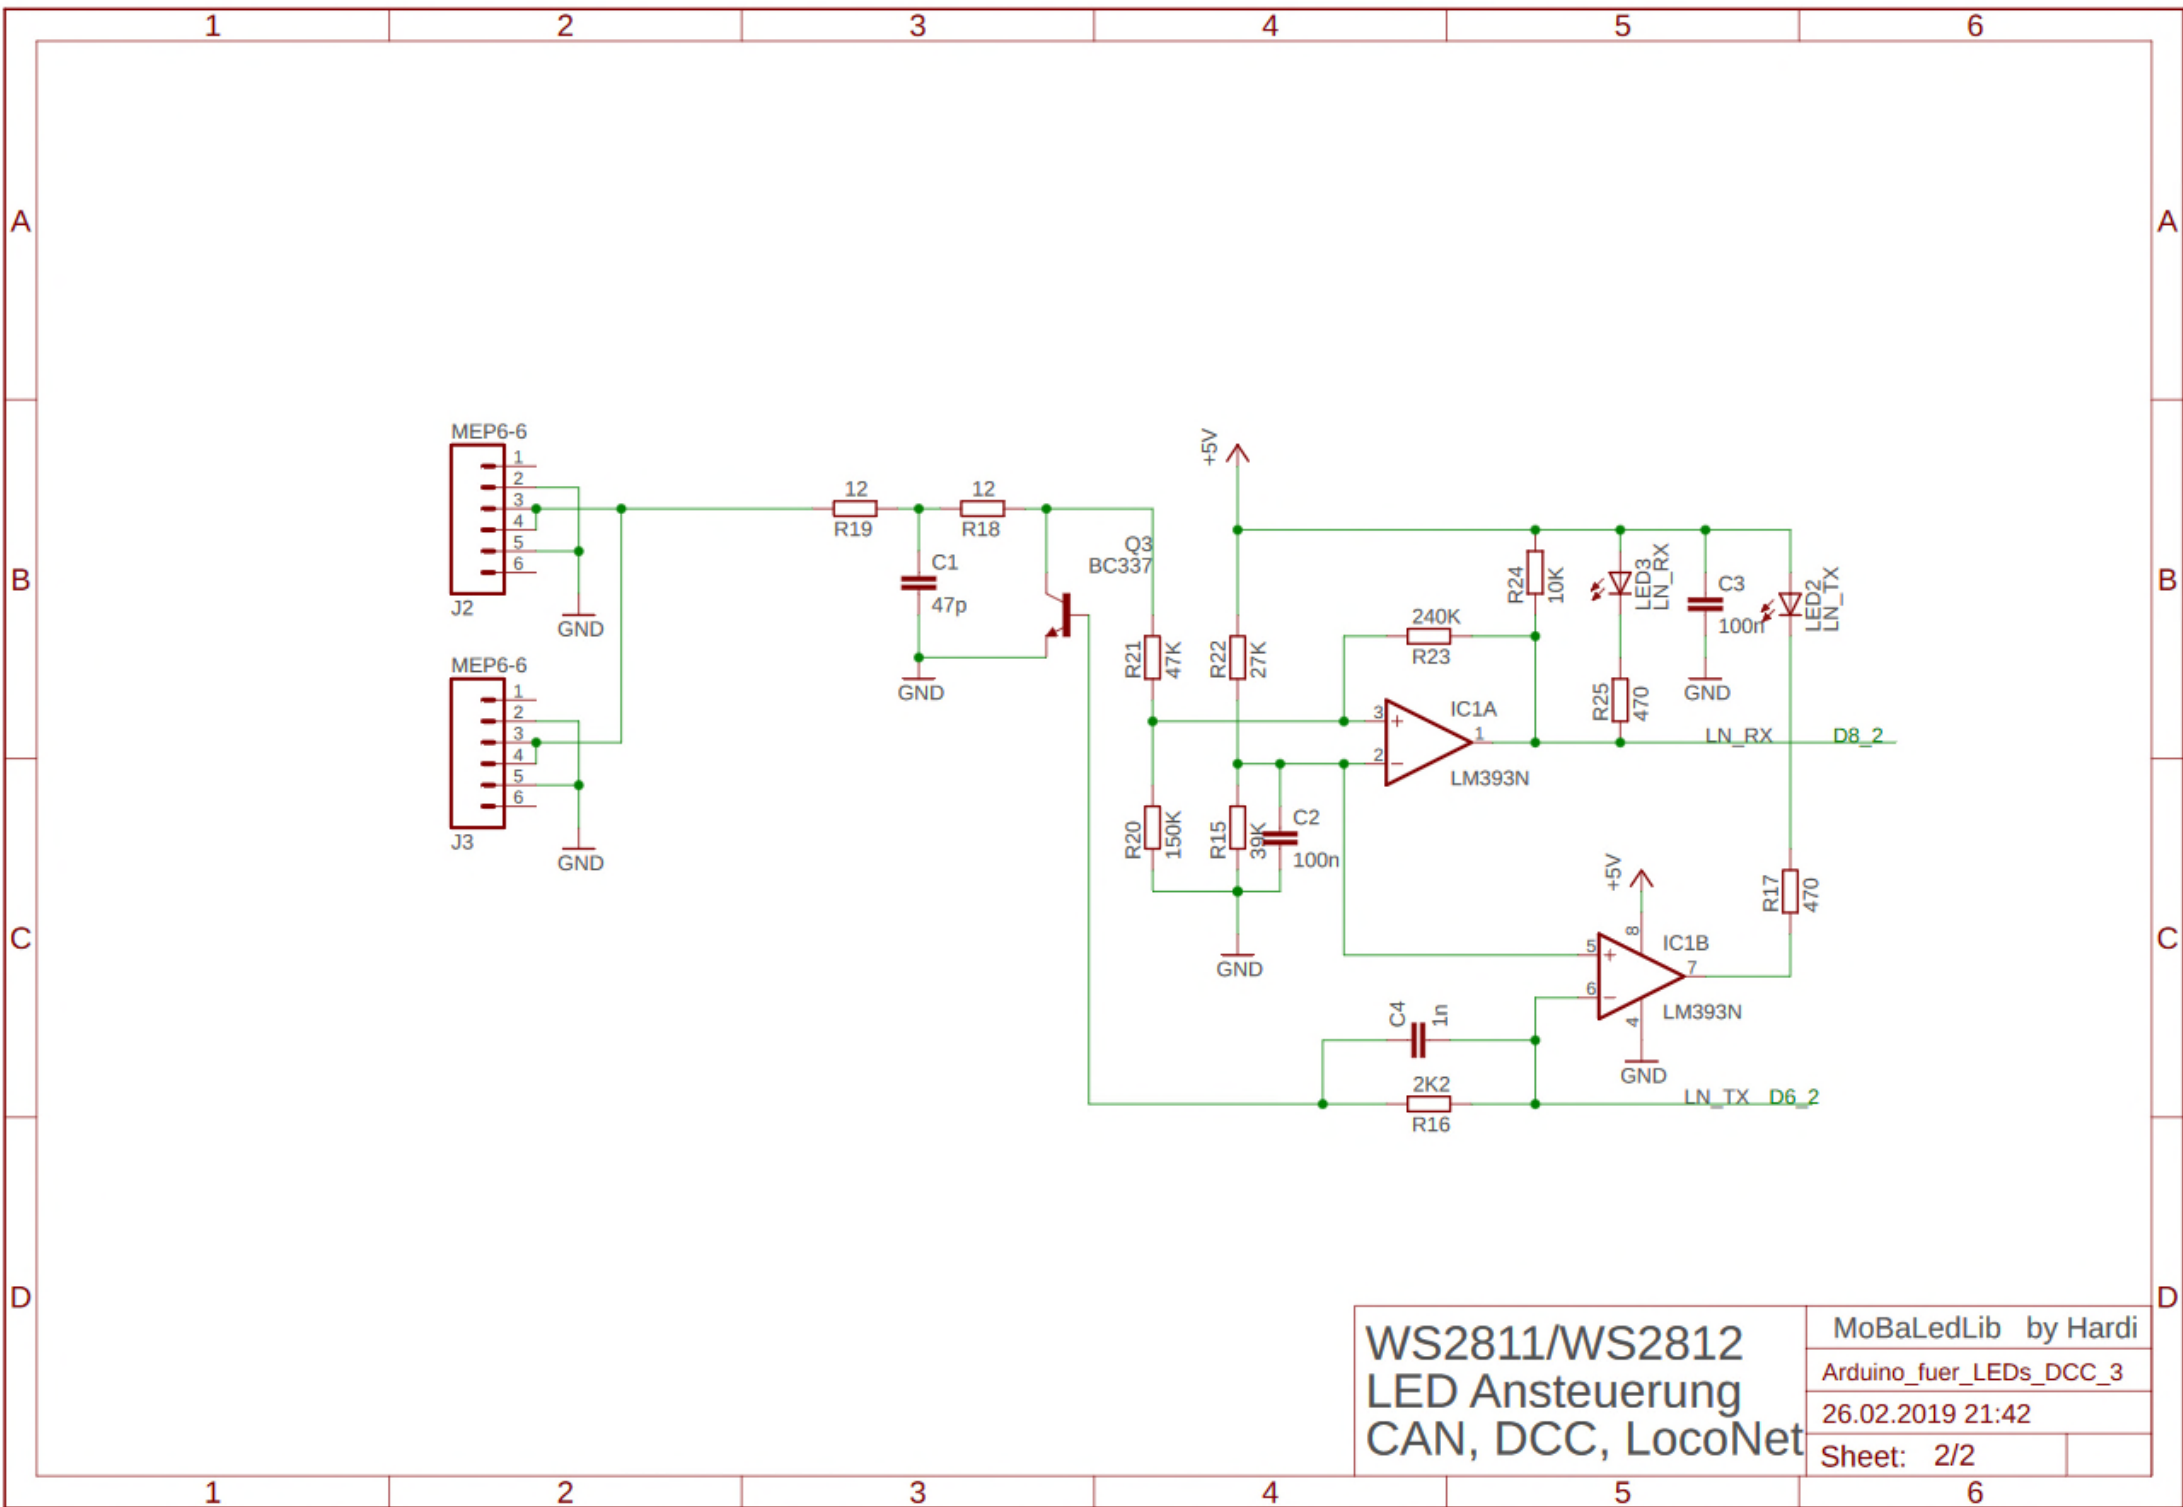 1 2 3 4 5 6
A A
MEP6-6
1
2
3
4
5
6
J2
GND
MEP6-6
1
2
3
4
5
6
J3
GND
12
R19
12
R18
C1
47p
GND
Q3
BC337
+5V
R21
47K
R22
27K
R20
150K
R15
39K
C2
100n
GND
240K
R23
R24
10K
LED3
LN_RX
C3
100n
GND
LED2
LN_TX
R25
470
3
+
2
-
1
IC1A
LM393N
LN_RX D8_2
B B
+5V
8
5
+
6
-
7
4
IC1B
LM393N
GND
R17
470
C4
1n
2K2
R16
LN_TX D6_2
C C
D D
WS2811/WS2812
LED Ansteuerung
CAN, DCC, LocoNet
MoBaLedLib by Hardi
Arduino_fuer_LEDs_DCC_3
26.02.2019 21:42
Sheet: 2/2
1 2 3 4 5 6